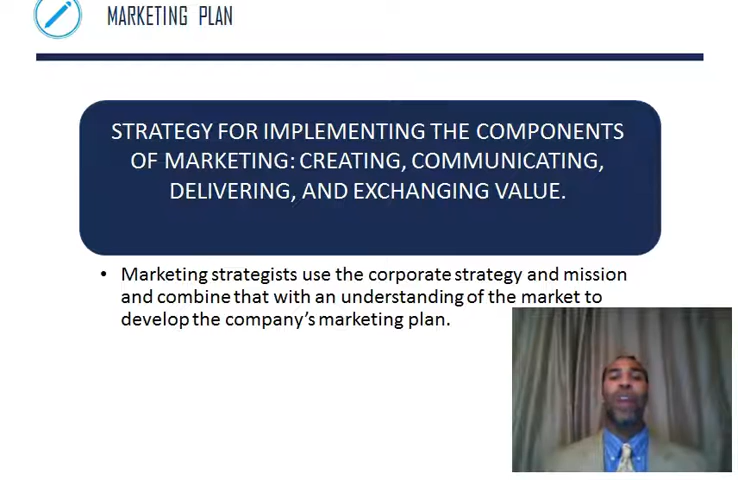 MARKETING PLAN
STRATEGY FOR IMPLEMENTING THE COMPONENTS
OF MARKETING: CREATING, COMMUNICATING,
DELIVERING, AND EXCHANGING VALUE.
• Marketing strategists use the corporate strategy and mission
and combine that with an understanding of the market to
develop the company's marketing plan.